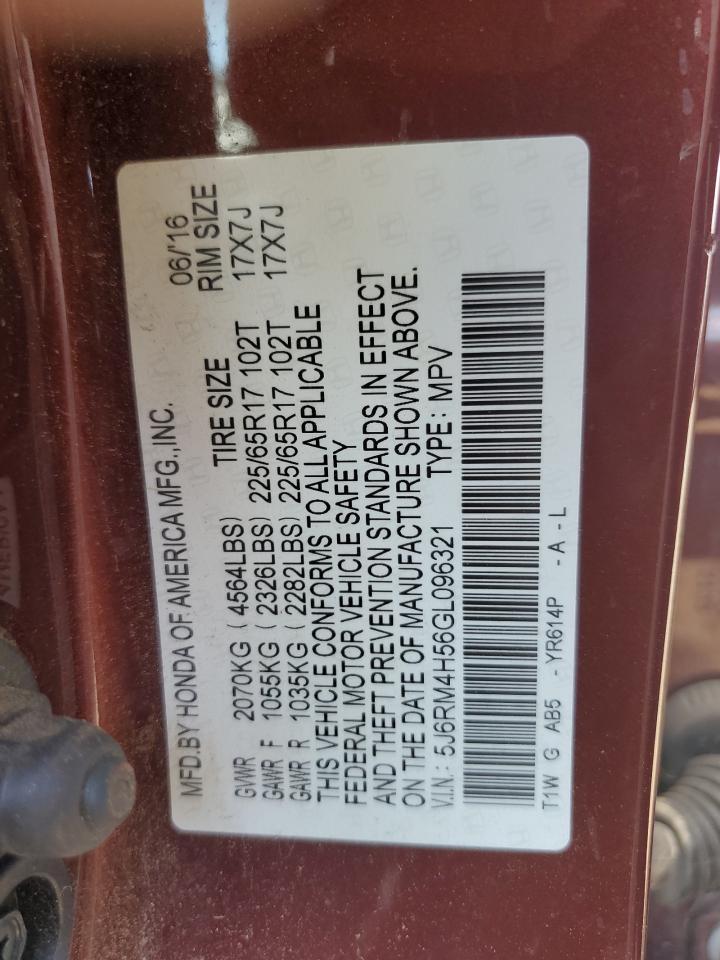 MFD.BY HONDA OF AMERICA MFG.,INC. 06/'16
TIRE SIZE RIM SIZE
GVWR 2070KG ( 4564LBS)
GAWR F 1055KG ( 2326LBS) 225/65R17 102T 17X7J
GAWR R 1035KG ( 2282LBS) 225/65R17 102T 17X7J
THIS VEHICLE CONFORMS TO ALL APPLICABLE
FEDERAL MOTOR VEHICLE SAFETY
AND THEFT PREVENTION STANDARDS IN EFFECT
ON THE DATE OF MANUFACTURE SHOWN ABOVE.
V.I.N.: 5J6RM4H56GL096321 TYPE: MPV
T1W G AB5 - YR614P - A - L